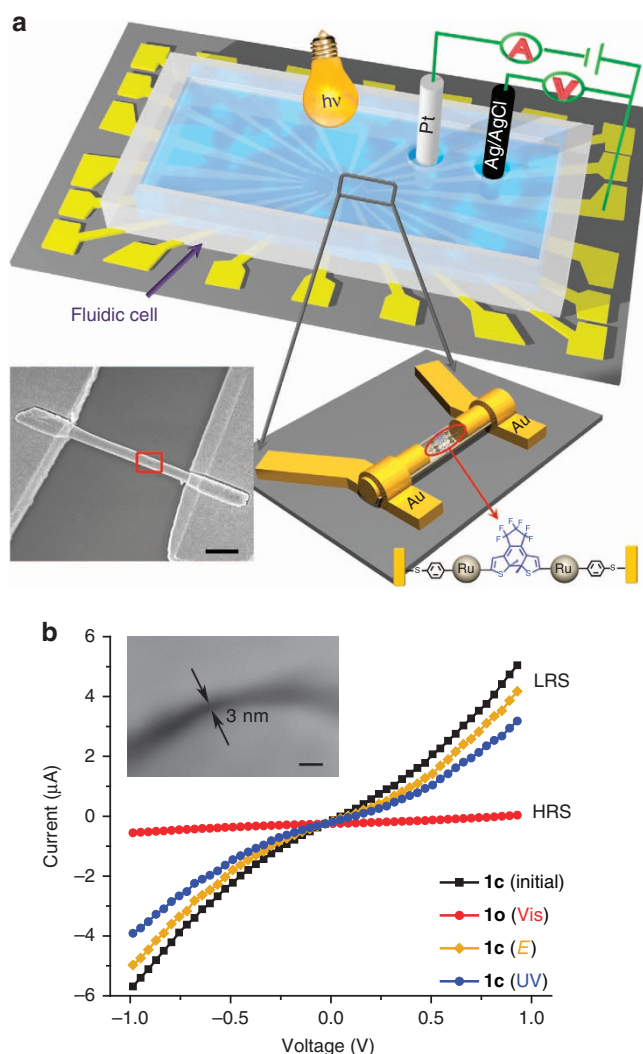 a
hν
Pt
Ag/AgCl
A
V
Fluidic cell
Au
Au
F
F
F
F
F
F
S
Ru
S
S
Ru
S
b
6
4
2
0
−2
−4
−6
Current (μA)
3 nm
LRS
HRS
1c (initial)
1o (Vis)
1c (E)
1c (UV)
−1.0
−0.5
0.0
0.5
1.0
Voltage (V)